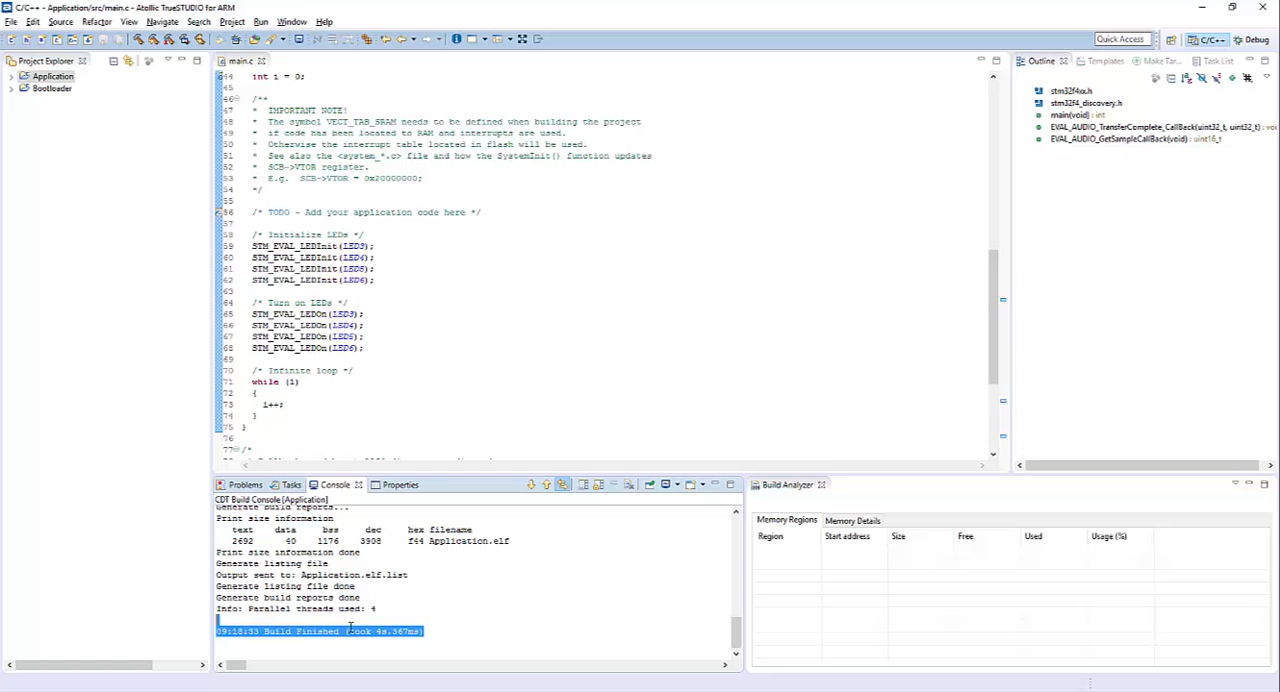 C/C++ - Application/src/main.c - Atollic TrueSTUDIO for ARM
File Edit Source Refactor View Navigate Search Project Run Window Help
Quick Access
C/C++
Debug
Project Explorer
main.c
Outline Templates Make Tar... Task List
Application
Bootloader
44 int i = 0;
45
46 /**
47 * IMPORTANT NOTE!
48 * The symbol VECT_TAB_SRAM needs to be defined when building the project
49 * if code has been located to RAM and interrupts are used.
50 * Otherwise the interrupt table located in flash will be used.
51 * See also the <system_*.c> file and how the SystemInit() function updates
52 * SCB->VTOR register.
53 * E.g. SCB->VTOR = 0x20000000;
54 */
55
56 /* TODO - Add your application code here */
57
58 /* Initialize LEDs */
59 STM_EVAL_LEDInit(LED3);
60 STM_EVAL_LEDInit(LED4);
61 STM_EVAL_LEDInit(LED5);
62 STM_EVAL_LEDInit(LED6);
63
64 /* Turn on LEDs */
65 STM_EVAL_LEDOn(LED3);
66 STM_EVAL_LEDOn(LED4);
67 STM_EVAL_LEDOn(LED5);
68 STM_EVAL_LEDOn(LED6);
69
70 /* Infinite loop */
71 while (1)
72 {
73 i++;
74 }
75 }
76
77 /*
stm32f4xx.h
stm32f4_discovery.h
main(void) : int
EVAL_AUDIO_TransferComplete_CallBack(uint32_t, uint32_t) : voi
EVAL_AUDIO_GetSampleCallBack(void) : uint16_t
Problems Tasks Console Properties
CDT Build Console [Application]
Generate build reports...
Print size information
text data bss dec hex filename
2692 40 1176 3908 f44 Application.elf
Print size information done
Generate listing file
Output sent to: Application.elf.list
Generate listing file done
Generate build reports done
Info: Parallel threads used: 4
09:18:33 Build Finished (took 4s.367ms)
Build Analyzer
Memory Regions Memory Details
Region Start address Size Free Used Usage (%)